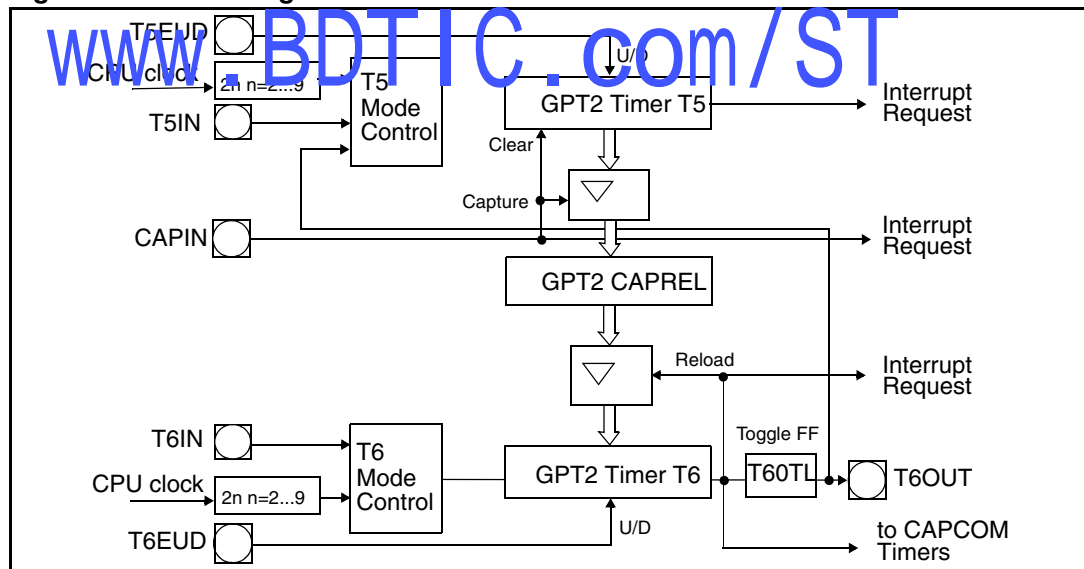 T5EUD
www.BDTIC.com/ST
U/D
CPU clock
2n n=2...9
T5
Mode
Control
GPT2 Timer T5
Interrupt
Request
T5IN
Clear
Capture
CAPIN
Interrupt
Request
GPT2 CAPREL
Reload
Interrupt
Request
T6IN
T6
Mode
Control
Toggle FF
GPT2 Timer T6
T60TL
T6OUT
CPU clock
2n n=2...9
T6EUD
U/D
to CAPCOM
Timers